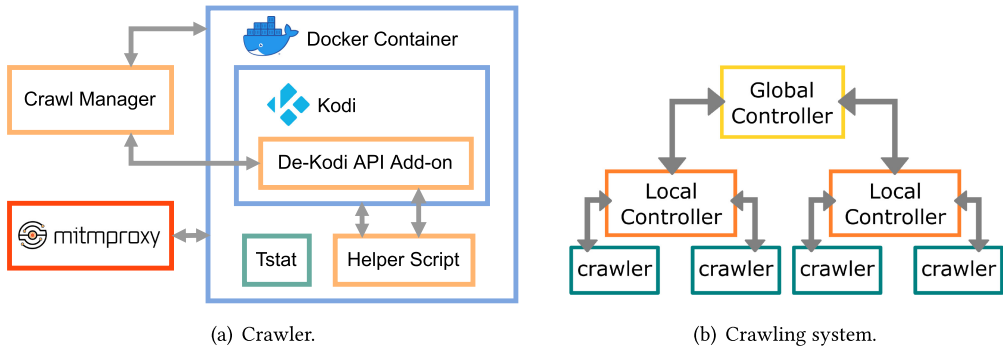 Docker Container
Crawl Manager
Kodi
De-Kodi API Add-on
mitmproxy
Tstat
Helper Script
(a) Crawler.
Global
Controller
Local
Controller
Local
Controller
crawler
crawler
crawler
crawler
(b) Crawling system.